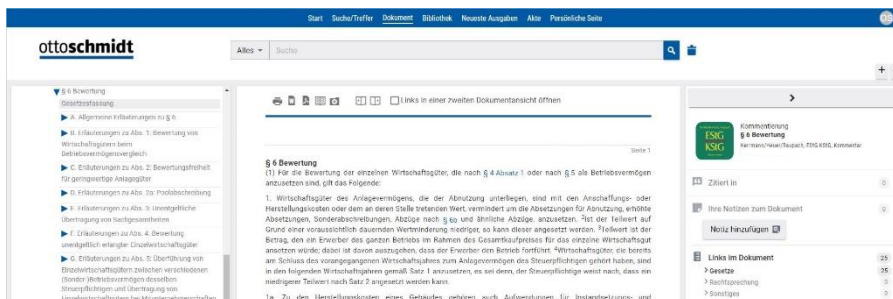 Start Suche/Treffer Dokument Bibliothek Neueste Ausgaben Akte Persönliche Seite
OS
ottoschmidt
Alles
Suche
+
§ 6 Bewertung
Gesetzesfassung
A. Allgemeine Erläuterungen zu § 6
B. Erläuterungen zu Abs. 1: Bewertung von
Wirtschaftsgütern beim
Betriebsvermögensvergleich
C. Erläuterungen zu Abs. 2: Bewertungsfreiheit
für geringwertige Anlagegüter
D. Erläuterungen zu Abs. 2a: Poolabschreibung
E. Erläuterungen zu Abs. 3: Unentgeltliche
Übertragung von Sachgesamtheiten
F. Erläuterungen zu Abs. 4: Bewertung
unentgeltlich erlangter Einzelwirtschaftsgüter
G. Erläuterungen zu Abs. 5: Überführung von
Einzelwirtschaftsgütern zwischen verschiedenen
(Sonder-)Betriebsvermögen desselben
Steuerpflichtigen und Übertragung von
Einzelwirtschaftsgütern bei Mitunternehmerschaften
Links in einer zweiten Dokumentansicht öffnen
Seite 1
§ 6 Bewertung
(1) Für die Bewertung der einzelnen Wirtschaftsgüter, die nach § 4 Absatz 1 oder nach § 5 als Betriebsvermögen
anzusetzen sind, gilt das Folgende:
1. Wirtschaftsgüter des Anlagevermögens, die der Abnutzung unterliegen, sind mit den Anschaffungs- oder
Herstellungskosten oder dem an deren Stelle tretenden Wert, vermindert um die Absetzungen für Abnutzung, erhöhte
Absetzungen, Sonderabschreibungen, Abzüge nach § 6b und ähnliche Abzüge, anzusetzen. ²Ist der Teilwert auf
Grund einer voraussichtlich dauernden Wertminderung niedriger, so kann dieser angesetzt werden. ³Teilwert ist der
Betrag, den ein Erwerber des ganzen Betriebs im Rahmen des Gesamtkaufpreises für das einzelne Wirtschaftsgut
ansetzen würde; dabei ist davon auszugehen, dass der Erwerber den Betrieb fortführt. ⁴Wirtschaftsgüter, die bereits
am Schluss des vorangegangenen Wirtschaftsjahres zum Anlagevermögen des Steuerpflichtigen gehört haben, sind
in den folgenden Wirtschaftsjahren gemäß Satz 1 anzusetzen, es sei denn, der Steuerpflichtige weist nach, dass ein
niedrigerer Teilwert nach Satz 2 angesetzt werden kann.
1a. Zu den Herstellungskosten eines Gebäudes gehören auch Aufwendungen für Instandsetzungs- und
EStG
KStG
Kommentierung
§ 6 Bewertung
Herrmann/Heuer/Raupach, EStG KStG, Kommentar
Zitiert in 0
Ihre Notizen zum Dokument 0
Notiz hinzufügen
Links im Dokument 25
Gesetze 25
Rechtsprechung
Sonstiges